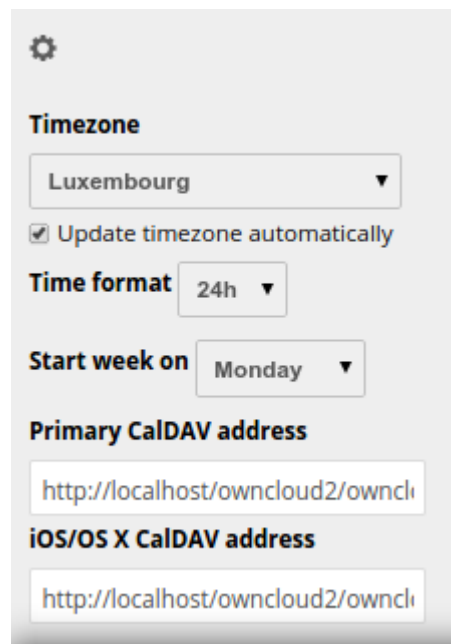 Timezone
Luxembourg
Update timezone automatically
Time format 24h
Start week on Monday
Primary CalDAV address
http://localhost/owncloud2/owncl
iOS/OS X CalDAV address
http://localhost/owncloud2/owncl